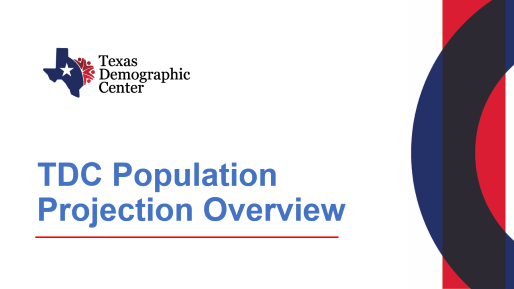 Texas
Demographic
Center
TDC Population
Projection Overview